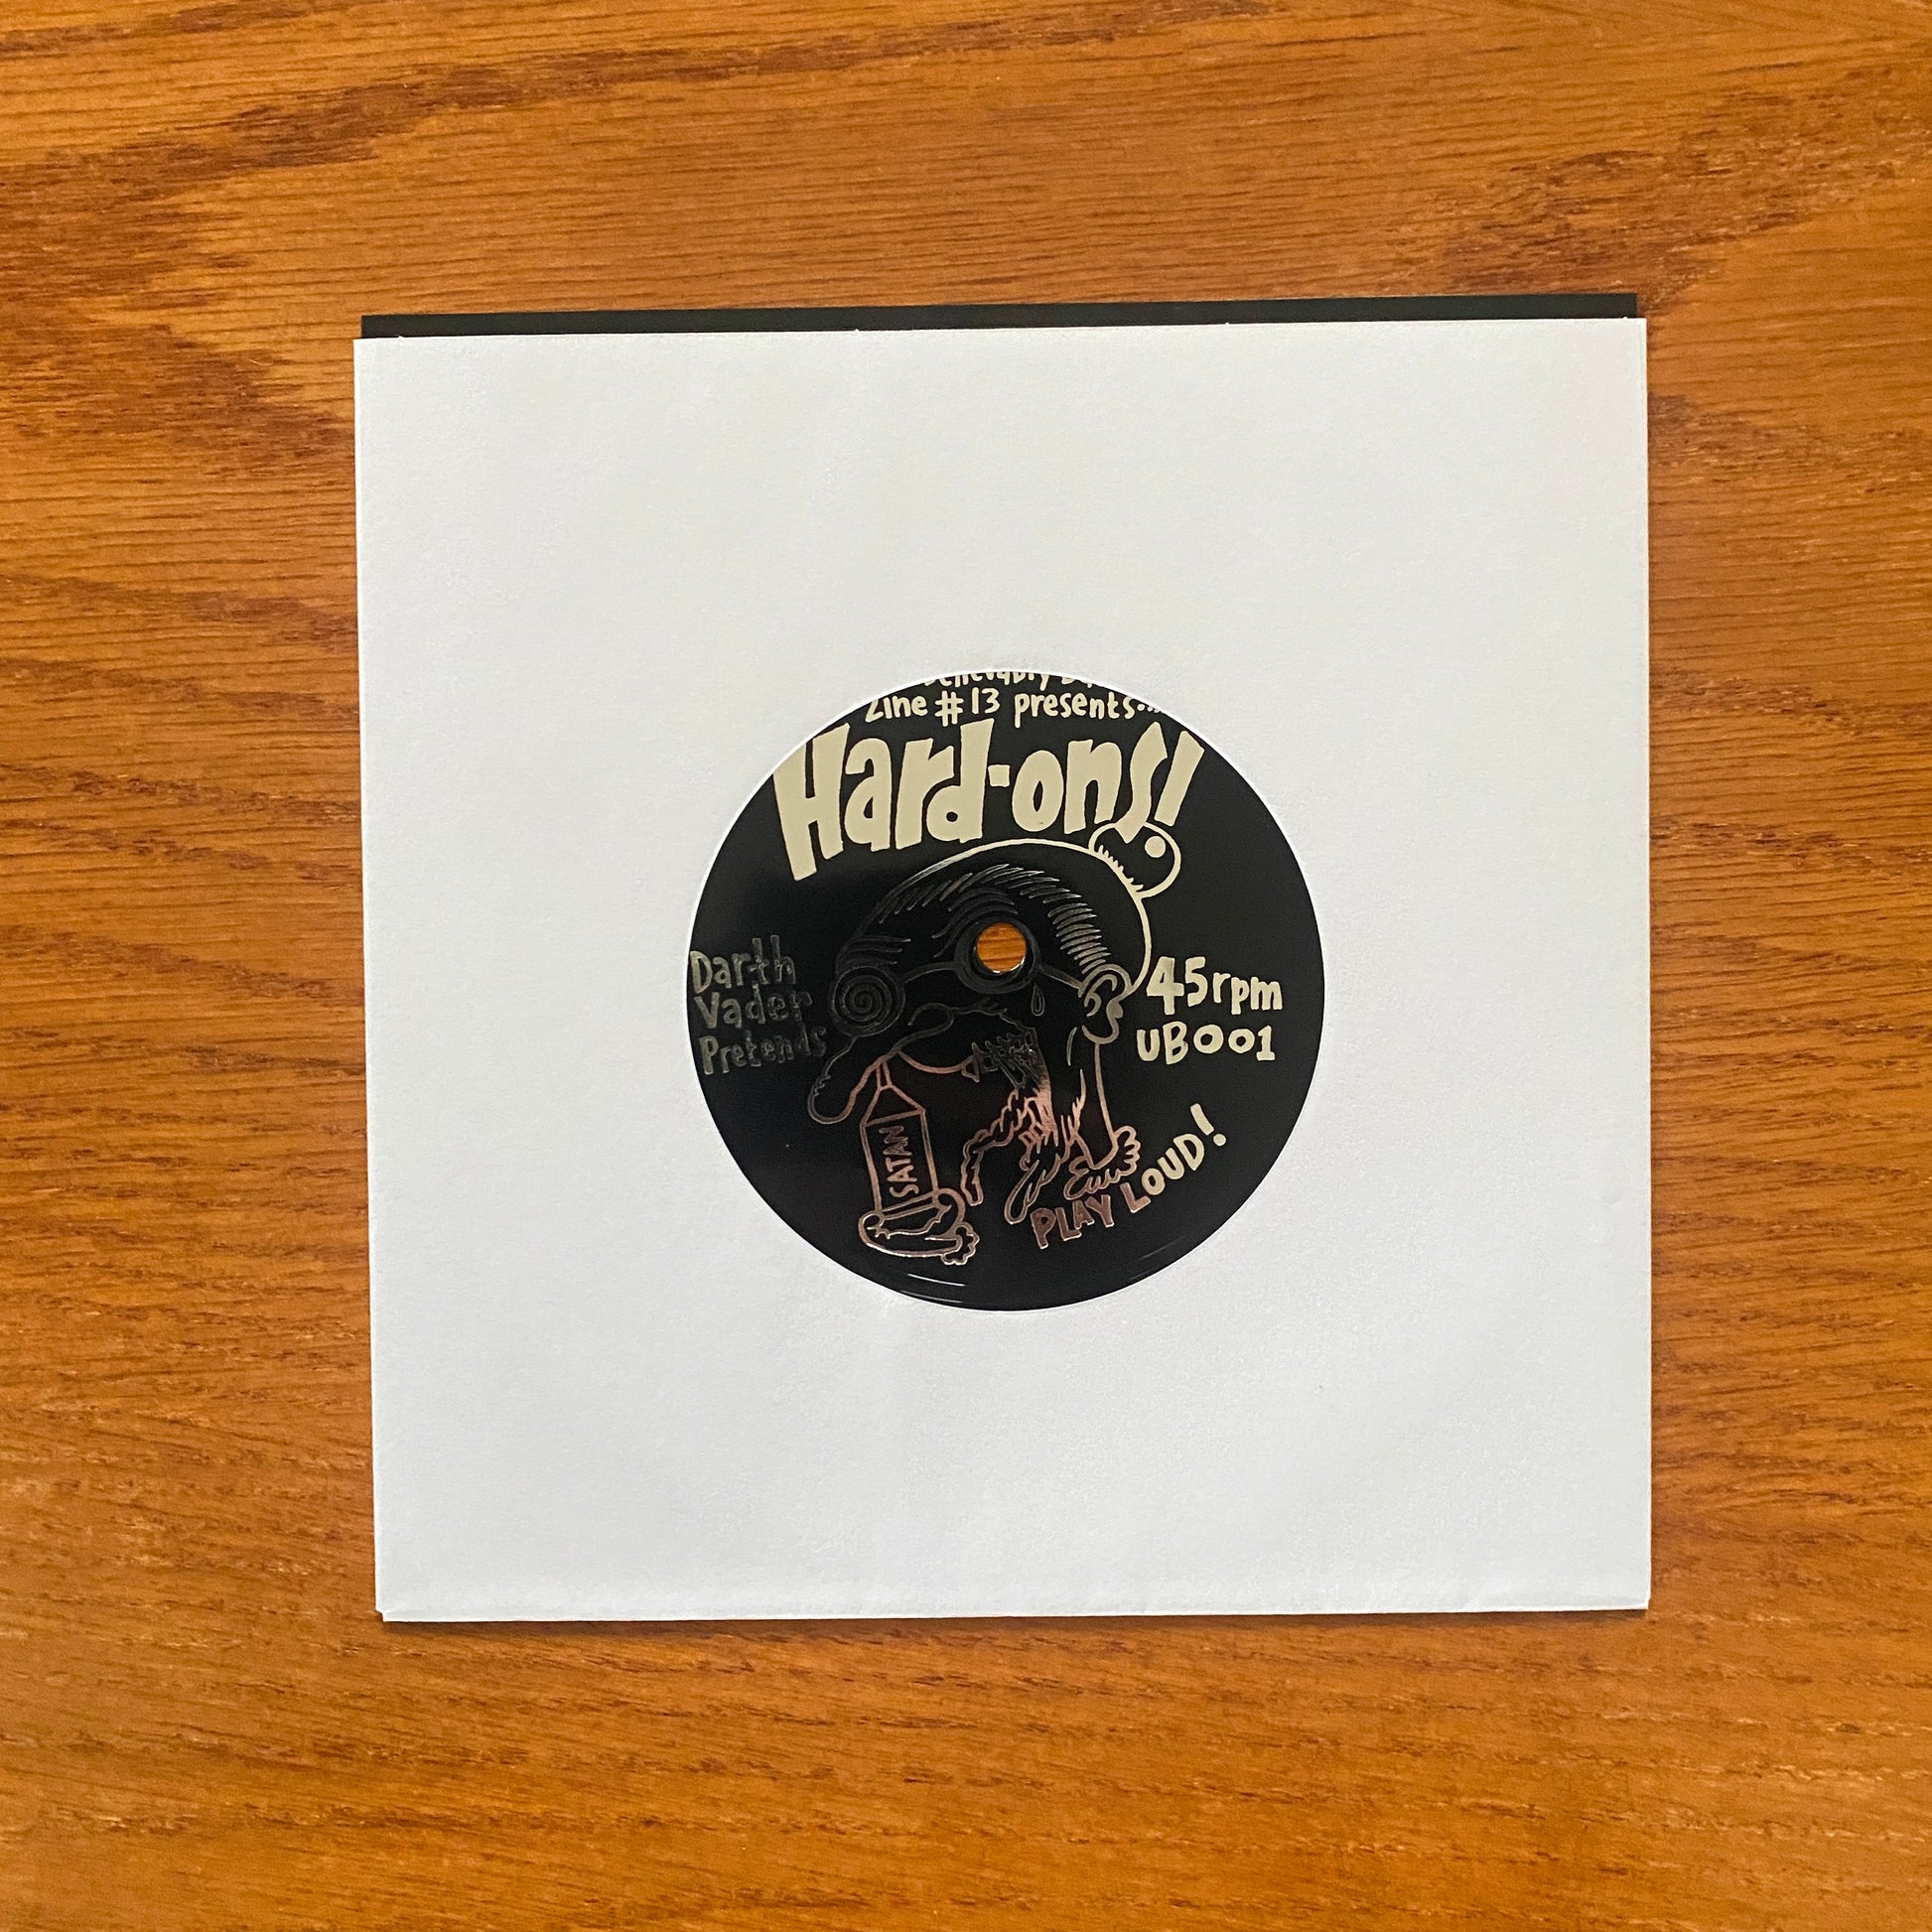 Zine #13 presents...
Hard-ons!
Darth
Vader
Pretends
45rpm
UB001
SATAN
PLAY LOUD!